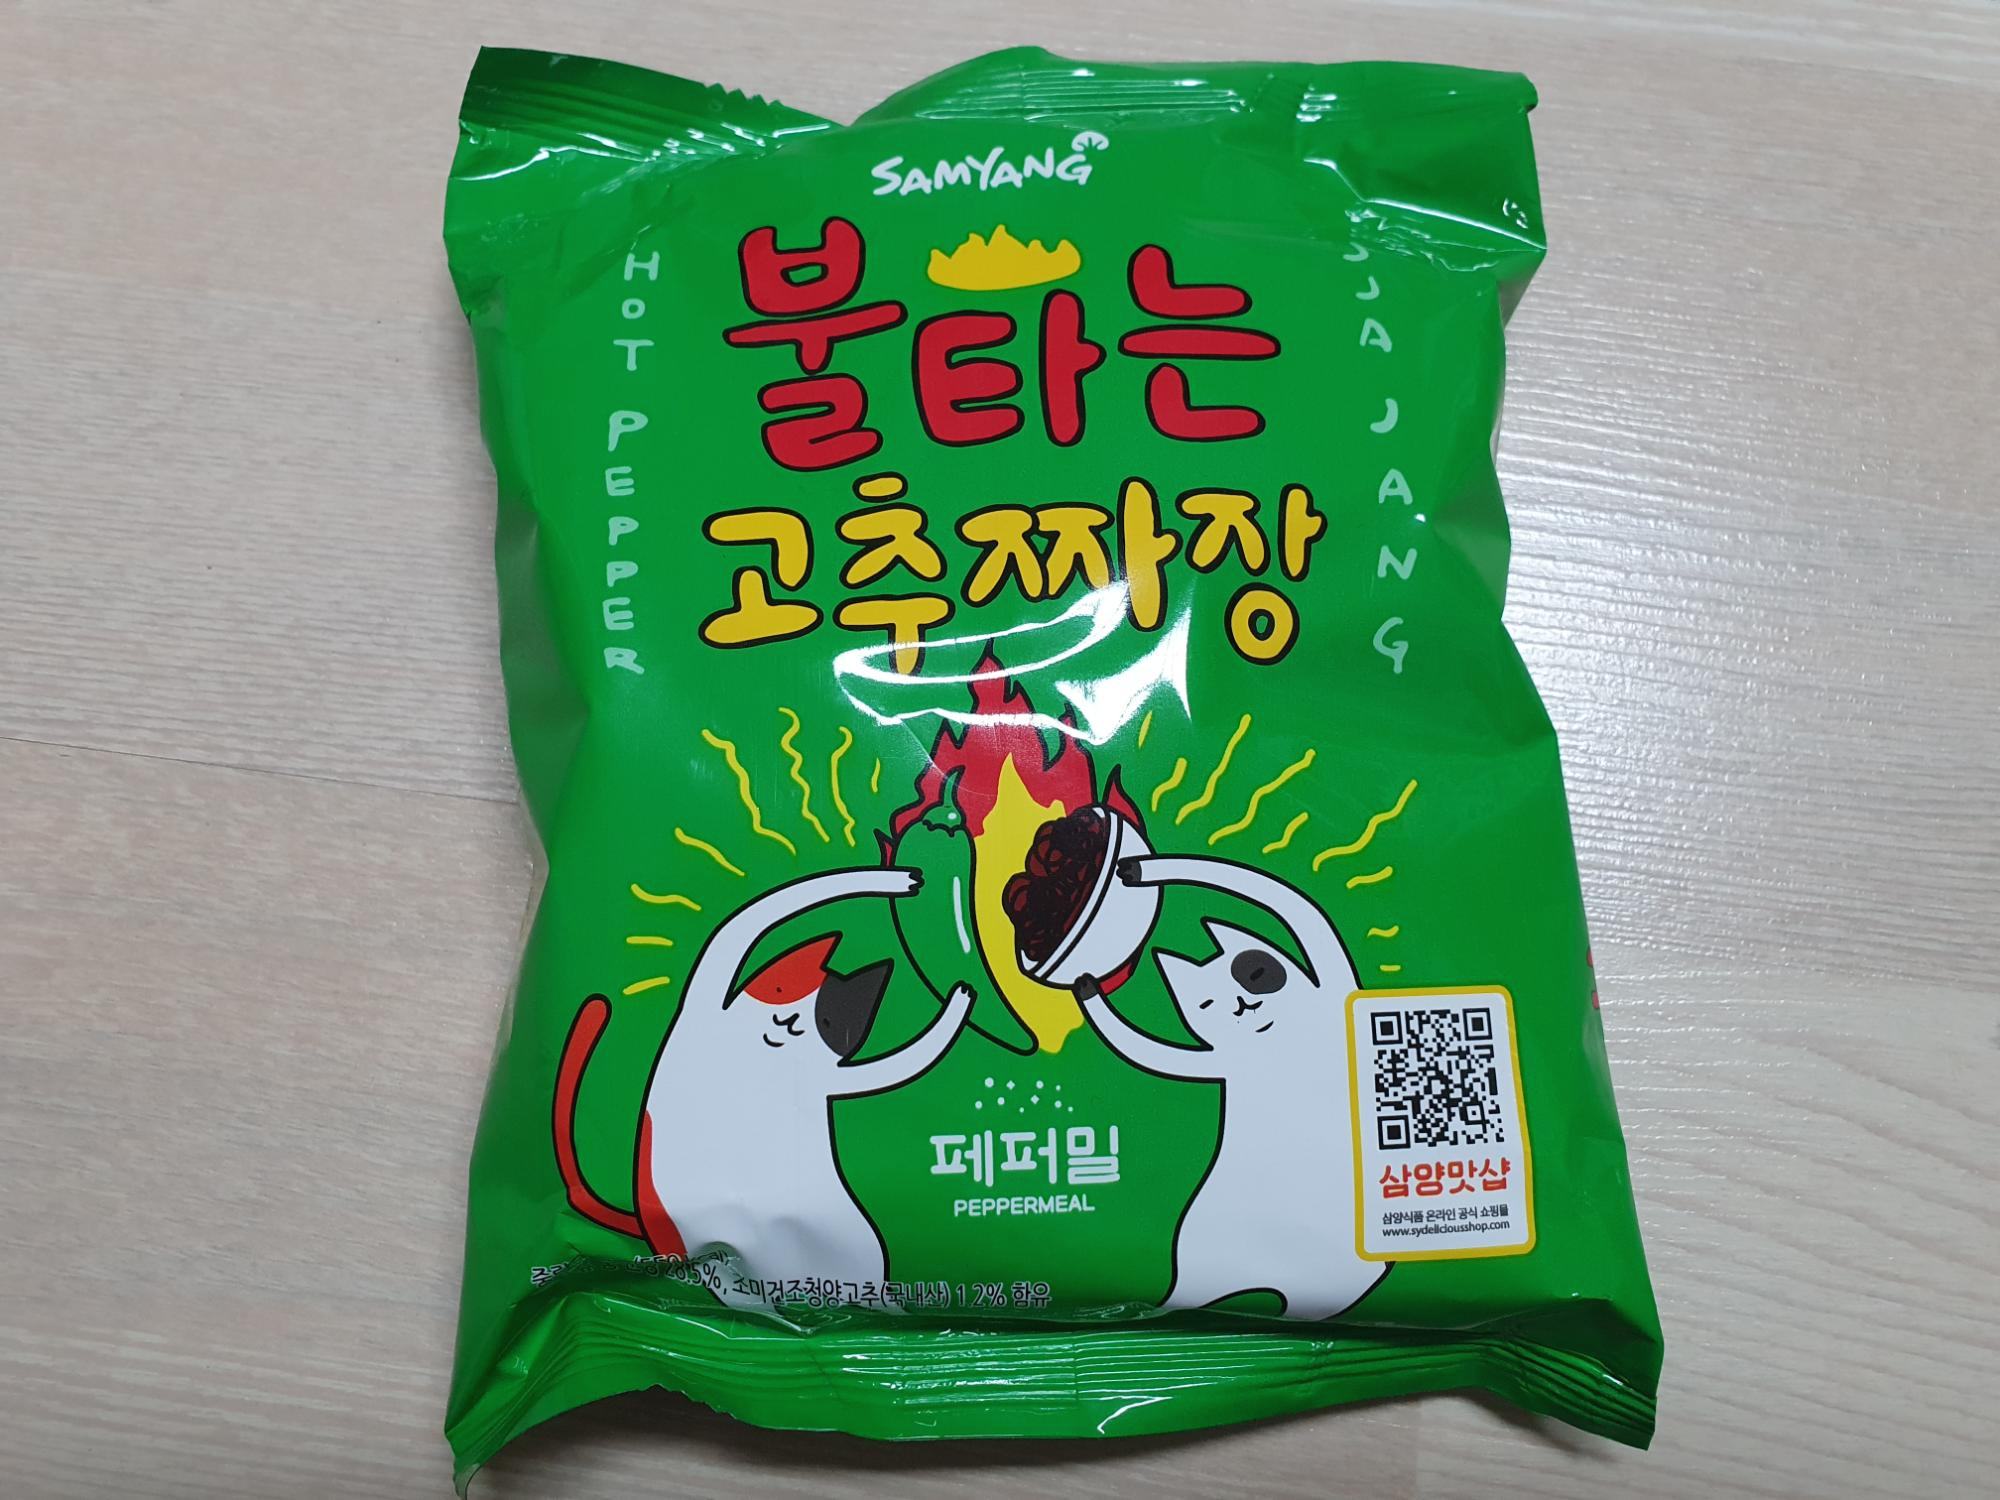 SAMYANG
불타는
고추짜장
HOT PEPPER
JJAJANG
페퍼밀
PEPPERMEAL
삼양맛샵
삼양식품 온라인 공식 쇼핑몰
www.sydeliciousshop.com
28.5%, 조미건조청양고추(국내산) 1.2% 함유